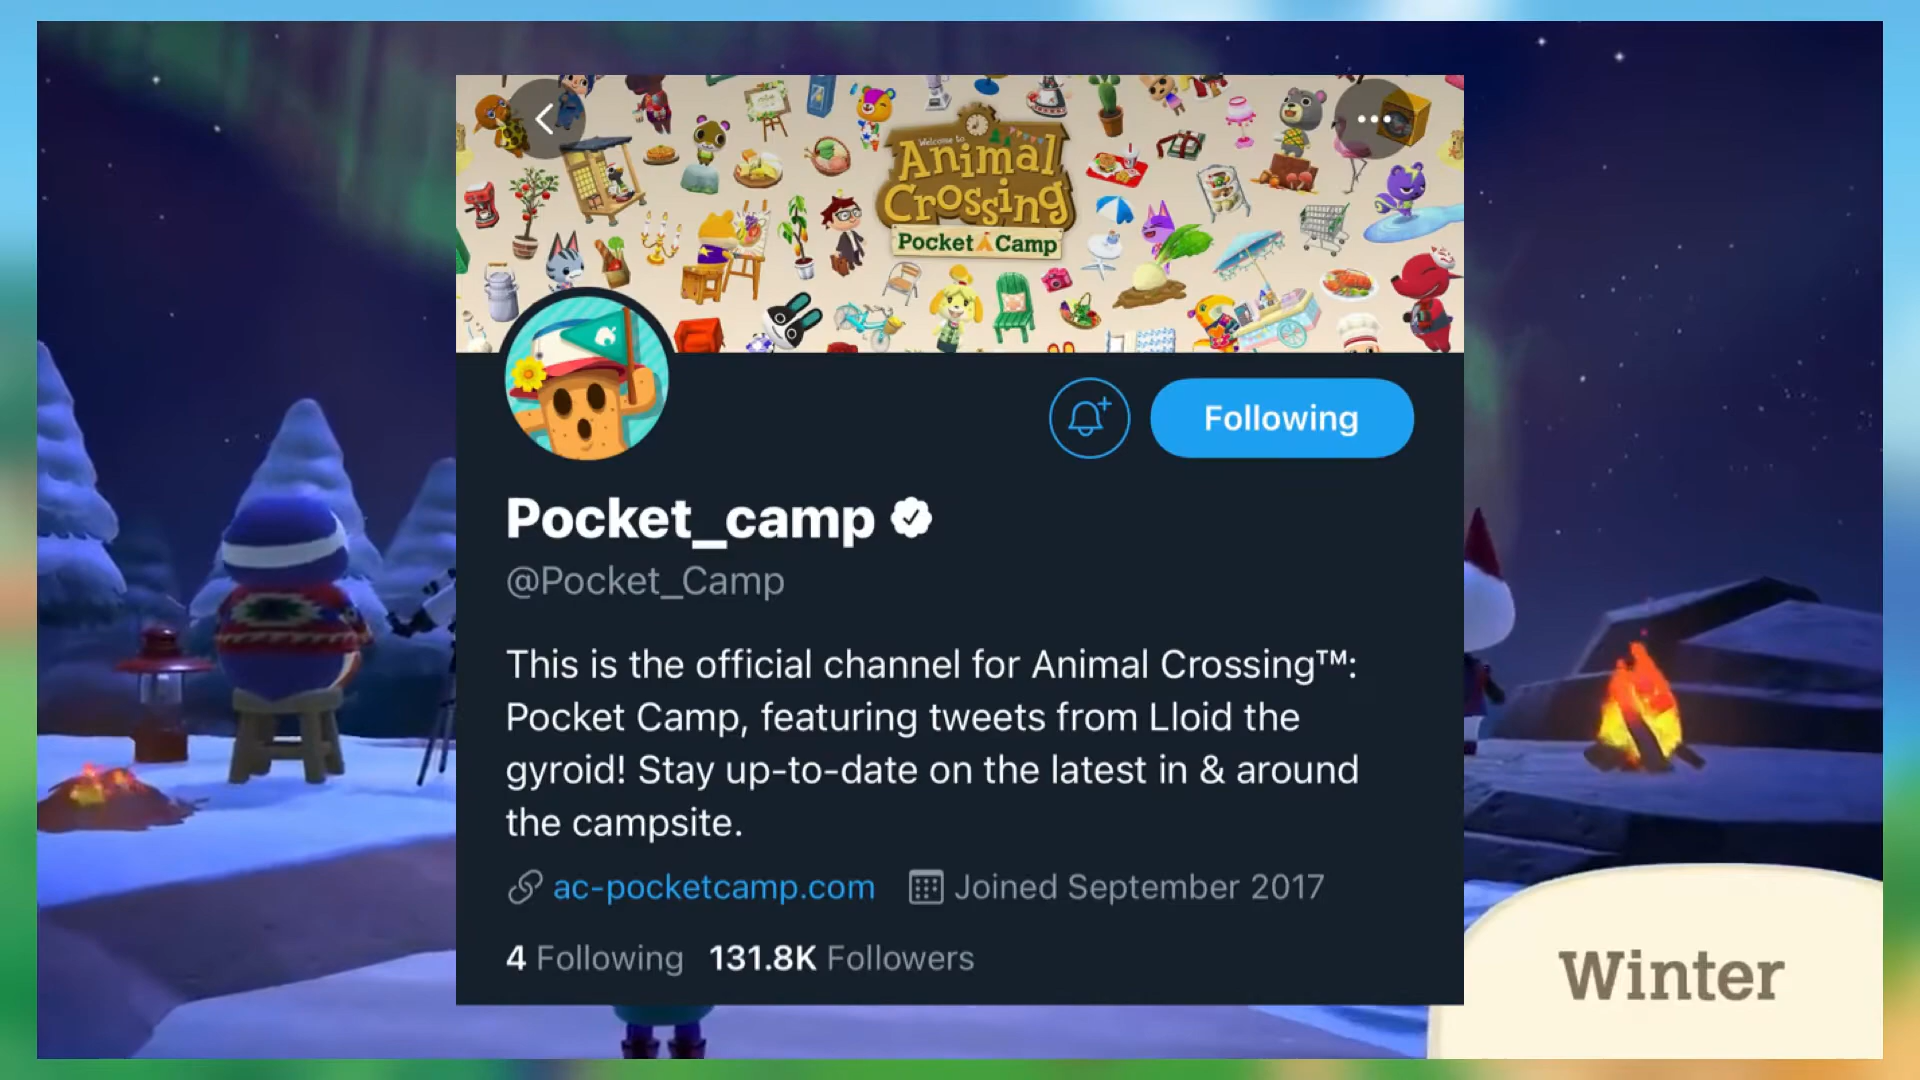 Welcome to
Animal
Crossing
Pocket Camp
Following
Pocket_camp
@Pocket_Camp
This is the official channel for Animal Crossing™:
Pocket Camp, featuring tweets from Lloid the
gyroid! Stay up-to-date on the latest in & around
the campsite.
ac-pocketcamp.com Joined September 2017
4 Following 131.8K Followers
Winter